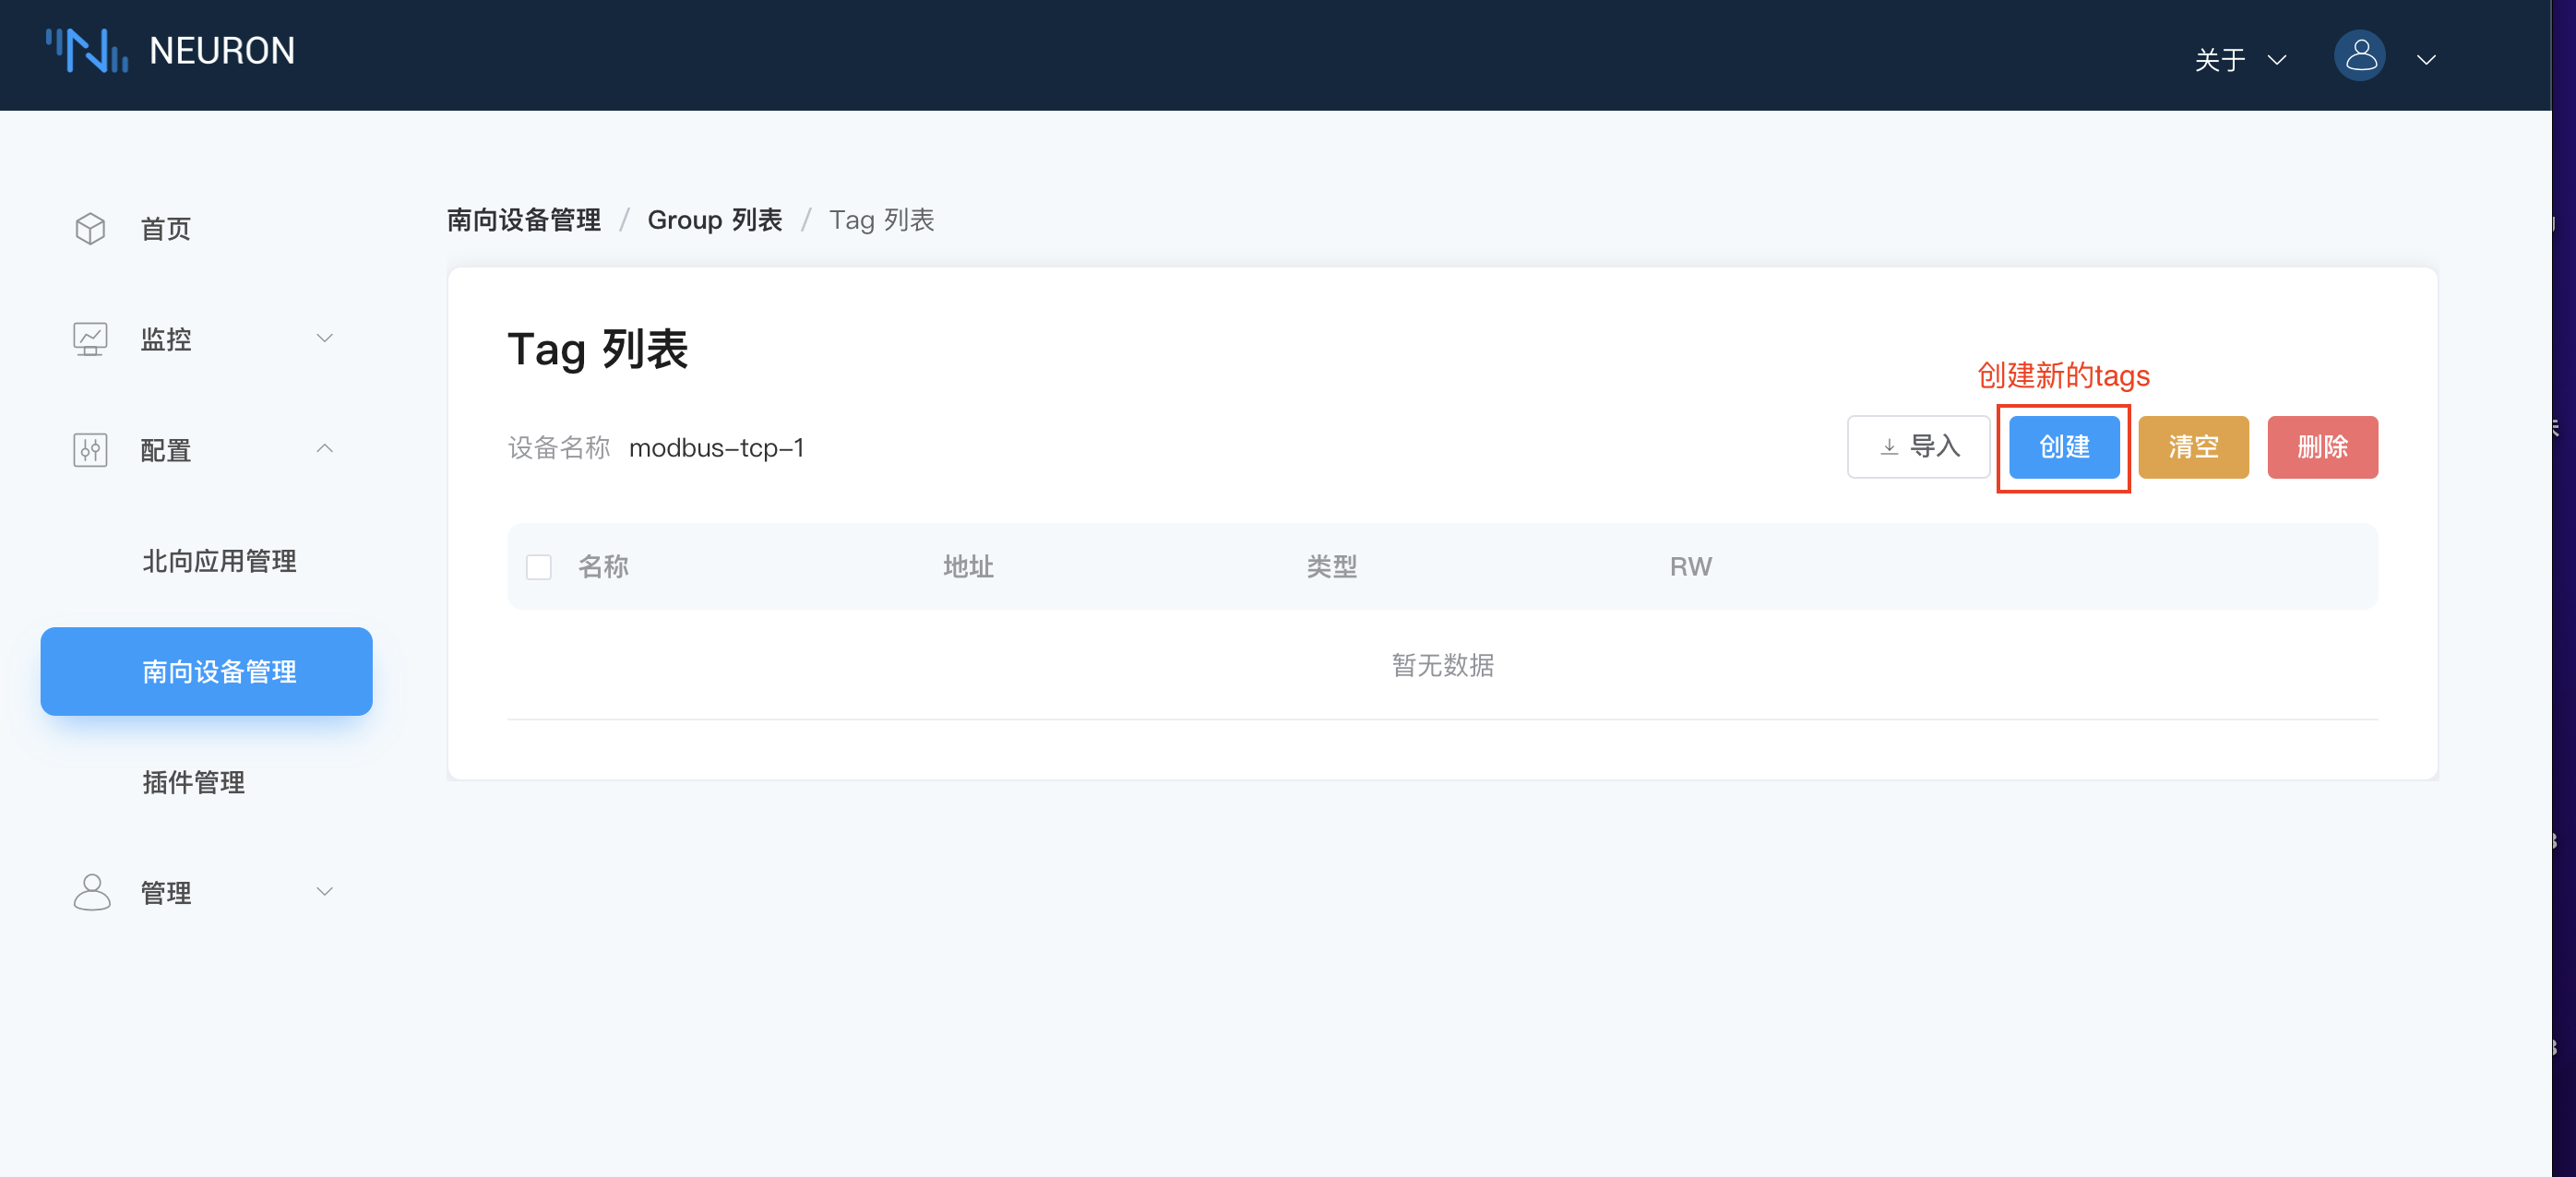 NEURON
关于
首页
监控
配置
北向应用管理
南向设备管理
插件管理
管理
南向设备管理 / Group 列表 / Tag 列表
Tag 列表
创建新的tags
设备名称 modbus-tcp-1
导入 创建 清空 删除
名称 地址 类型 RW
暂无数据